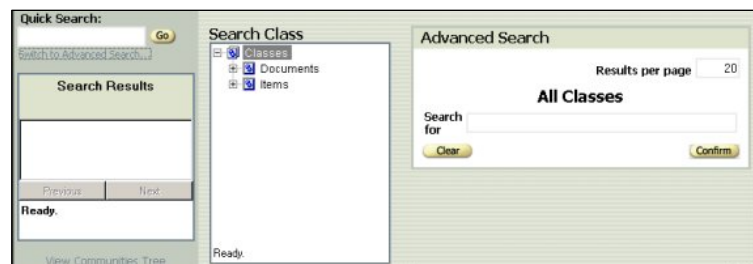 Quick Search:
Go
Switch to Advanced Search...
Search Results
Previous
Next
Ready.
View Communities Tree
Search Class
Classes
Documents
Items
Ready.
Advanced Search
Results per page 20
All Classes
Search
for
Clear
Confirm